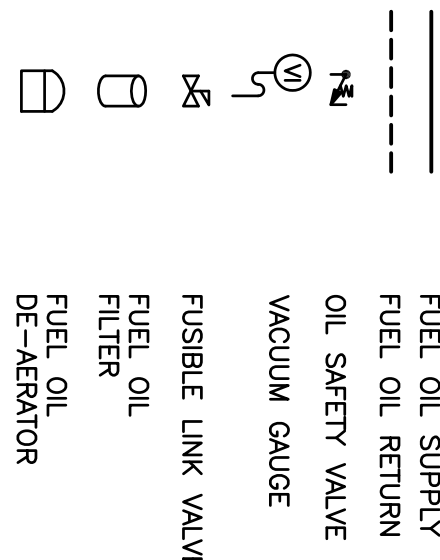 FUEL OIL SUPPLY
FUEL OIL RETURN
OIL SAFETY VALVE
VI
VACUUM GAUGE
FUSIBLE LINK VALVE
FUEL OIL
FILTER
FUEL OIL
DE-AERATOR